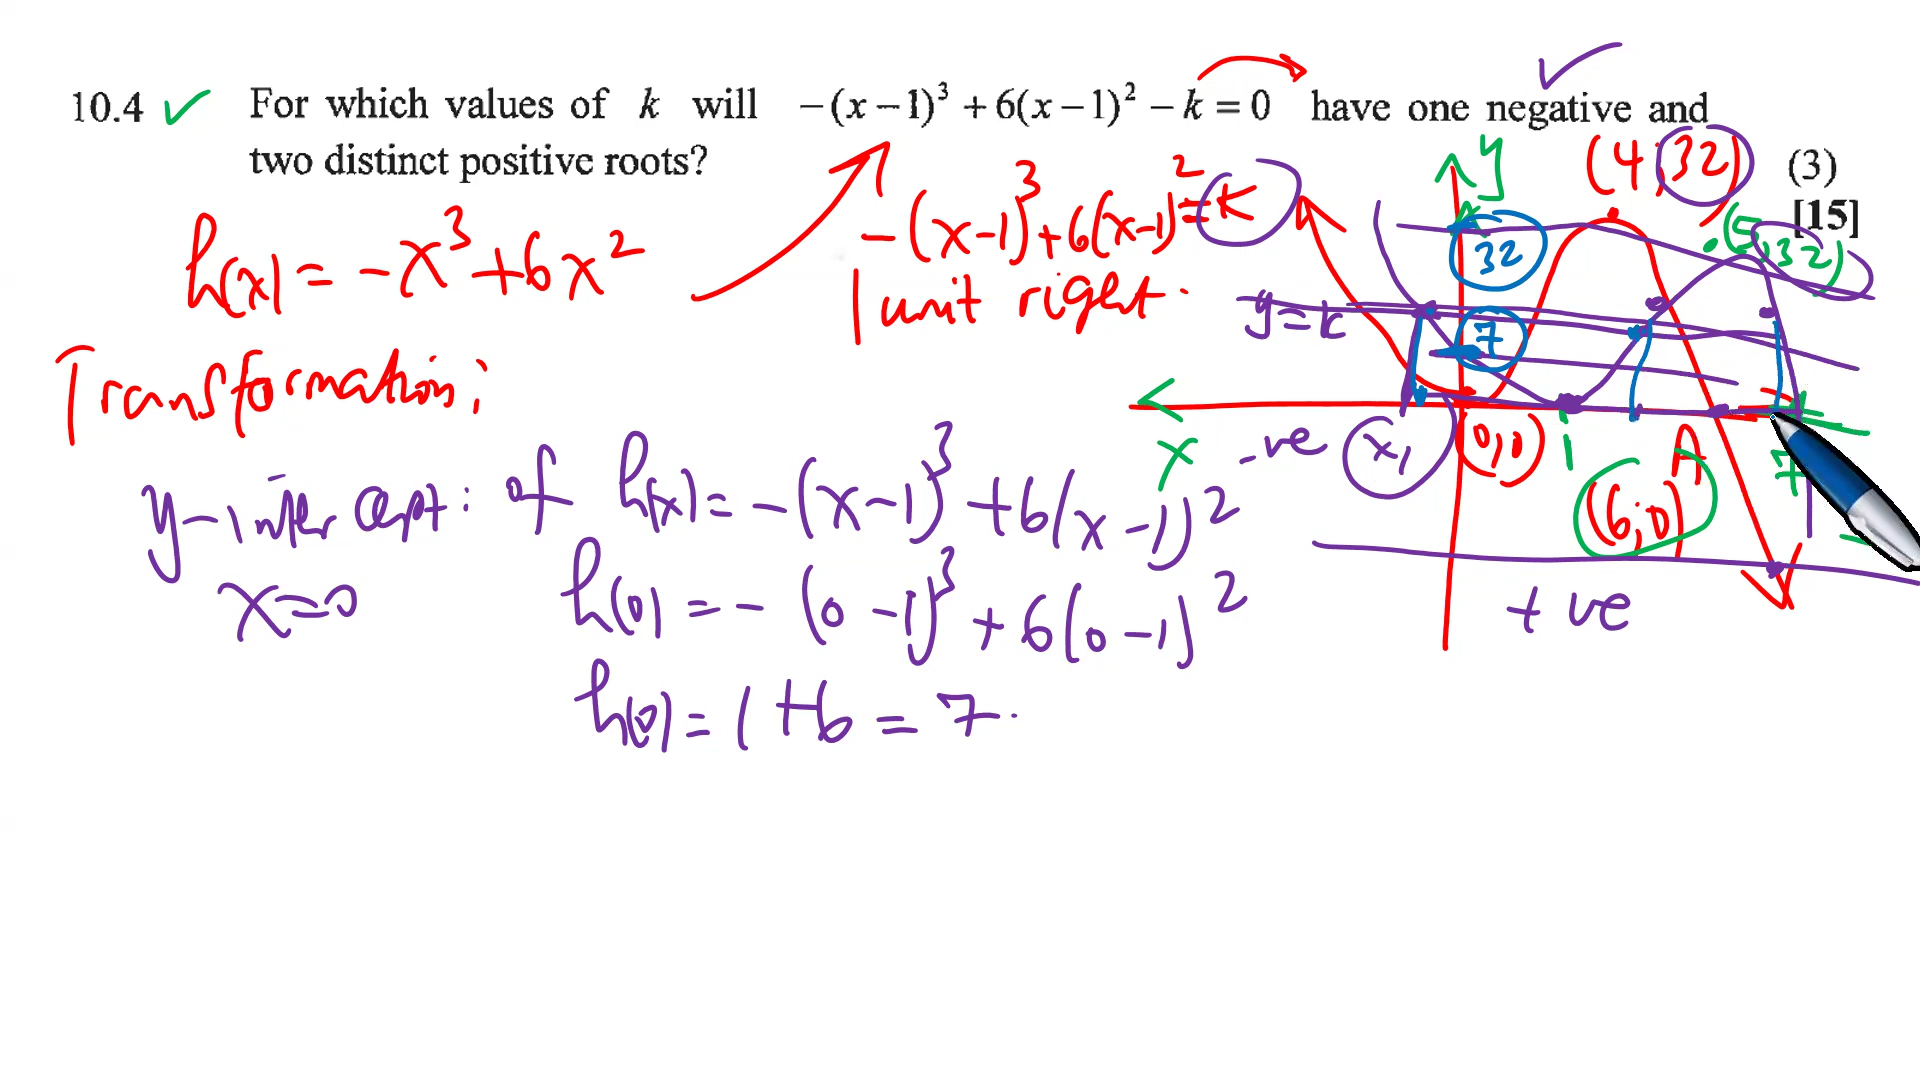 10.4 ✓ For which values of k will −(x−1)³ + 6(x−1)² − k = 0 have one negative and
two distinct positive roots?
(3)
[15]
h(x) = −x³+6x²
−(x−1)³+6(x−1)² = k
1 unit right.
Transformation:
y-intercept: of h(x) = −(x−1)³ +6(x−1)²
x=0
h(0) = −(0−1)³ + 6(0−1)²
h(0) = 1+6 = 7.
y
(4;32)
(5;32)
32
y=k
7
x
-ve
x₁
(0,0)
1
A
(6;0)
7
+ve